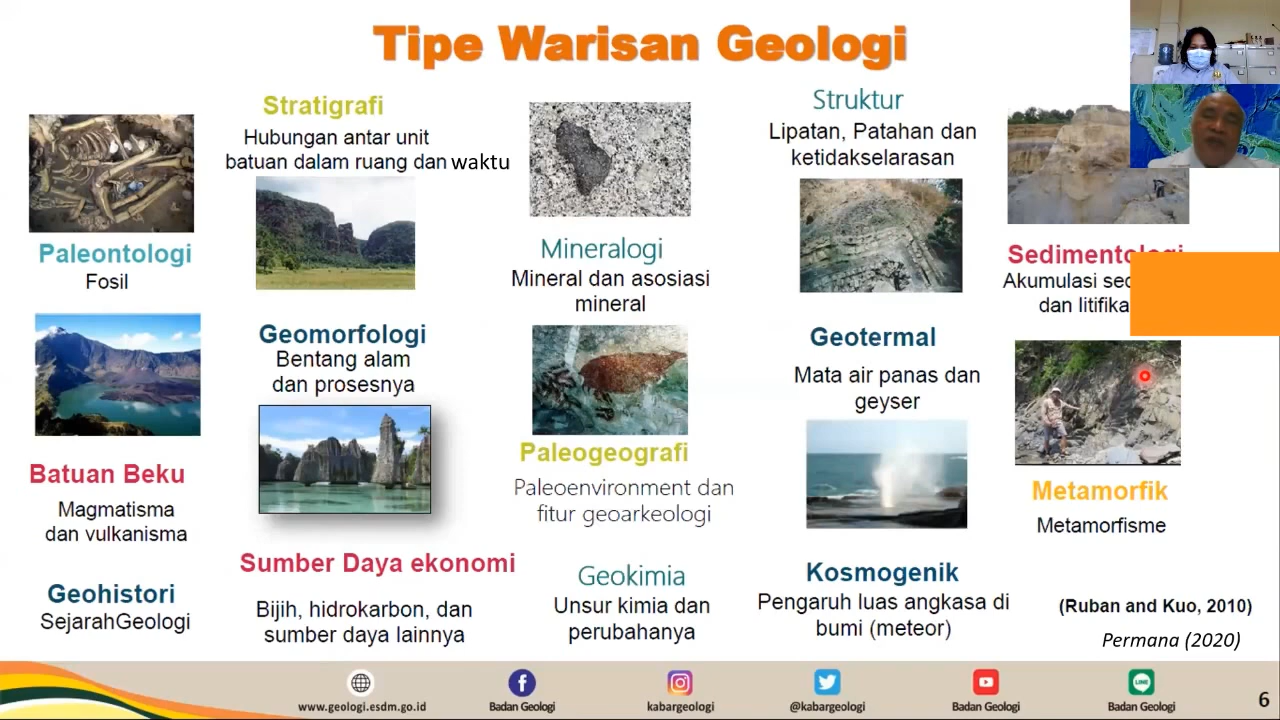 Tipe Warisan Geologi
Paleontologi
Fosil
Batuan Beku
Magmatisma
dan vulkanisma
Geohistori
SejarahGeologi
Stratigrafi
Hubungan antar unit
batuan dalam ruang dan waktu
Geomorfologi
Bentang alam
dan prosesnya
Sumber Daya ekonomi
Bijih, hidrokarbon, dan
sumber daya lainnya
Mineralogi
Mineral dan asosiasi
mineral
Paleogeografi
Paleoenvironment dan
fitur geoarkeologi
Geokimia
Unsur kimia dan
perubahanya
Struktur
Lipatan, Patahan dan
ketidakselarasan
Geotermal
Mata air panas dan
geyser
Kosmogenik
Pengaruh luas angkasa di
bumi (meteor)
Sedimentologi
Akumulasi
dan
Metamorfik
Metamorfisme
(Ruban and Kuo, 2010)
Permana (2020)
www.geologi.esdm.go.id
Badan Geologi
kabargeologi
@kabargeologi
Badan Geologi
LINE
Badan Geologi
6